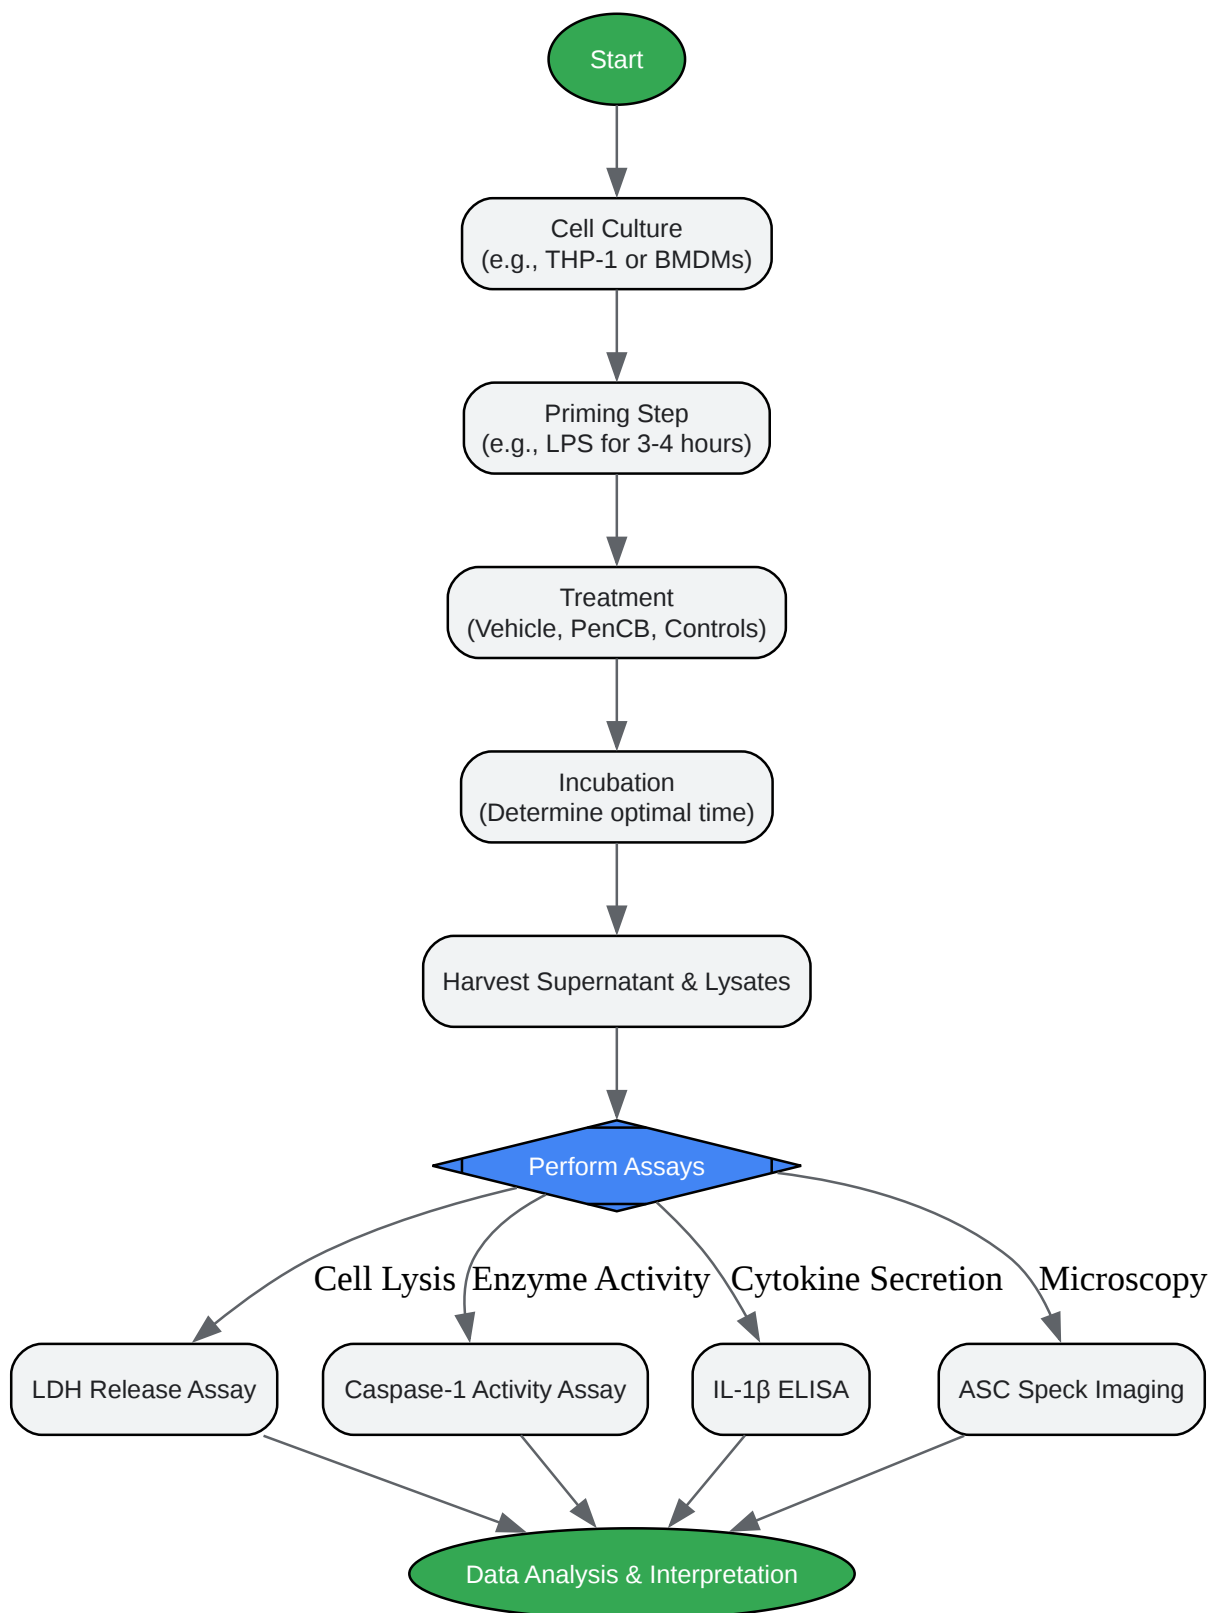 Start
Cell Culture
(e.g., THP-1 or BMDMs)
Priming Step
(e.g., LPS for 3-4 hours)
Treatment
(Vehicle, PenCB, Controls)
Incubation
(Determine optimal time)
Harvest Supernatant & Lysates
Perform Assays
Cell Lysis
Enzyme Activity
Cytokine Secretion
Microscopy
LDH Release Assay
Caspase-1 Activity Assay
IL-1β ELISA
ASC Speck Imaging
Data Analysis & Interpretation